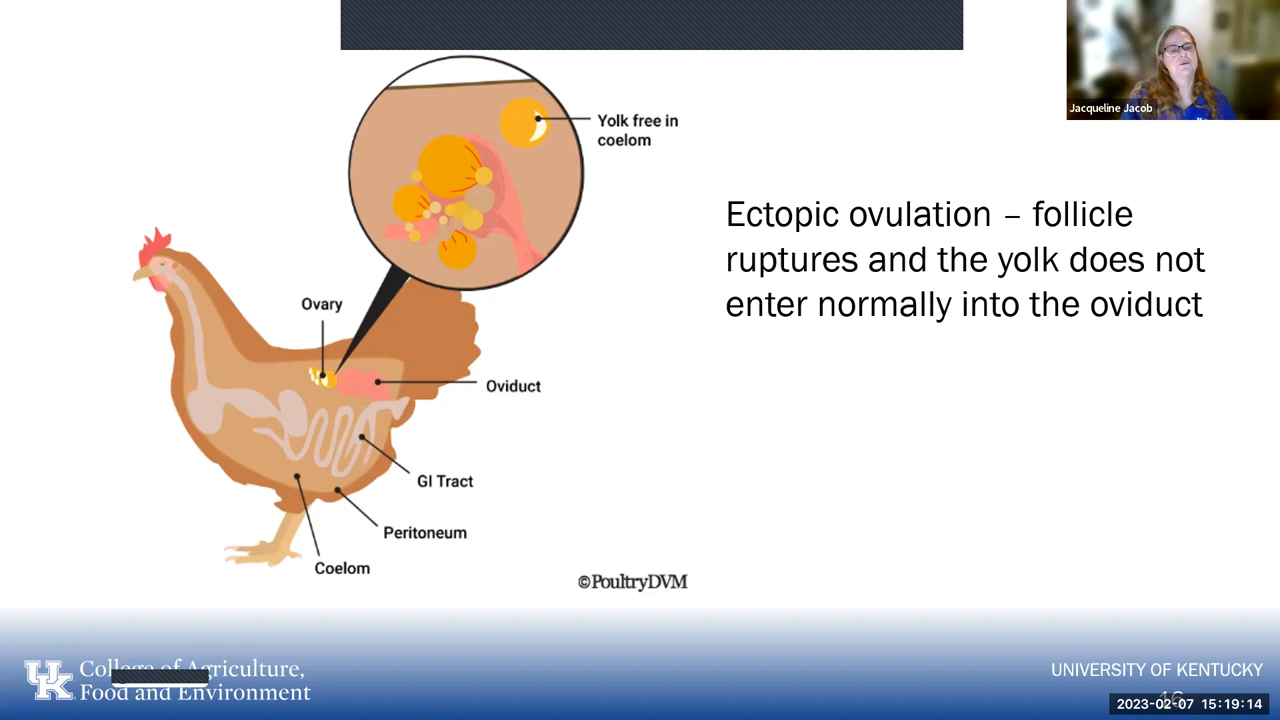 Jacqueline Jacob
Yolk free in
coelom
Ectopic ovulation – follicle
ruptures and the yolk does not
enter normally into the oviduct
Ovary
Oviduct
GI Tract
Peritoneum
Coelom
©PoultryDVM
UK
College of Agriculture,
Food and Environment
UNIVERSITY OF KENTUCKY
2023-02-07 15:19:14